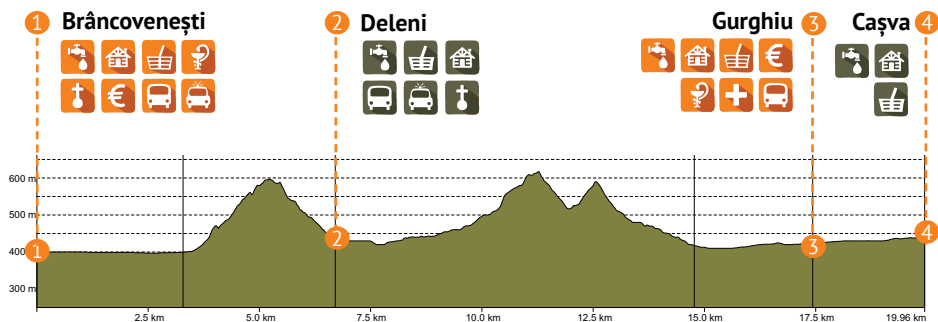 1 Brâncovenești 2 Deleni Gurghiu 3 Cașva 4
600 m
500 m
400 m
300 m
1 2 3 4
2.5 km 5.0 km 7.5 km 10.0 km 12.5 km 15.0 km 17.5 km 19.96 km